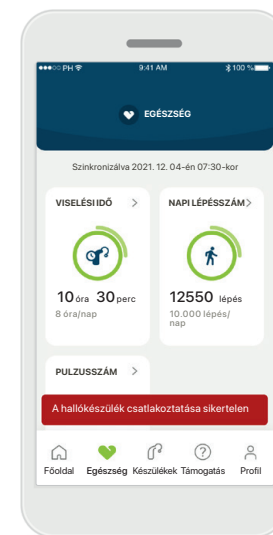 PH 9:41 AM 100 %
EGÉSZSÉG
Szinkronizálva 2021. 12. 04-én 07:30-kor
VISELÉSI IDŐ NAPI LÉPÉSSZÁM
10 óra 30 perc 12550 lépés
8 óra/nap 10.000 lépés/
nap
PULZUSSZÁM
A hallókészülék csatlakoztatása sikertelen
Főoldal Egészség Készülékek Támogatás Profil